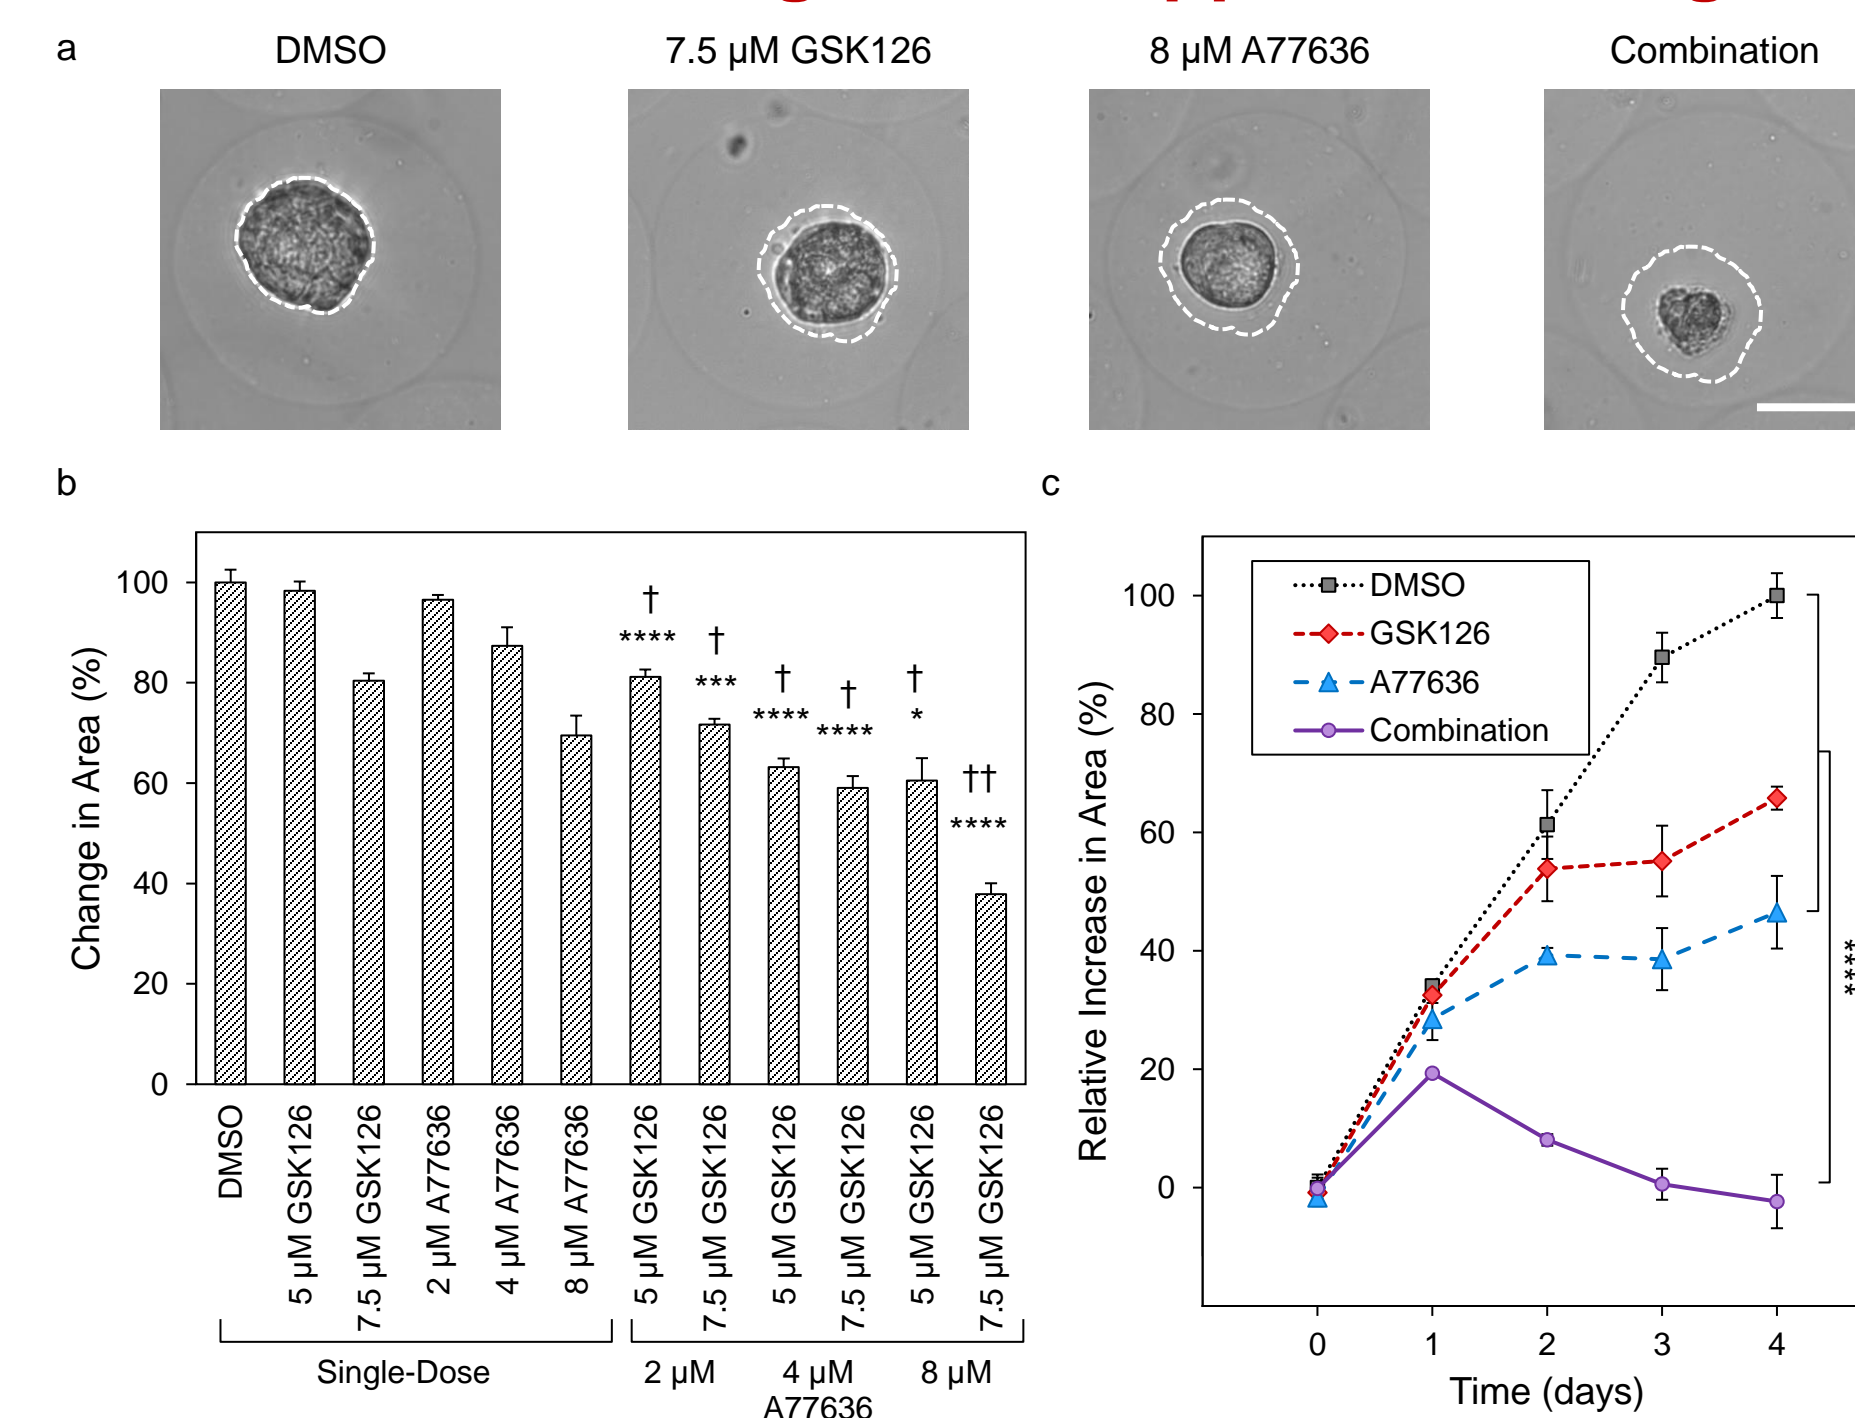 a
DMSO
7.5 µM GSK126
8 µM A77636
Combination
b
Change in Area (%)
100
80
60
40
20
0
†
****
†
***
†
****
†
****
†
*
††
****
DMSO
5 µM GSK126
7.5 µM GSK126
2 µM A77636
4 µM A77636
8 µM A77636
5 µM GSK126
7.5 µM GSK126
5 µM GSK126
7.5 µM GSK126
5 µM GSK126
7.5 µM GSK126
Single-Dose
2 µM
4 µM
8 µM
A77636
c
Relative Increase in Area (%)
100
80
60
40
20
0
DMSO
GSK126
A77636
Combination
****
0
1
2
3
4
Time (days)